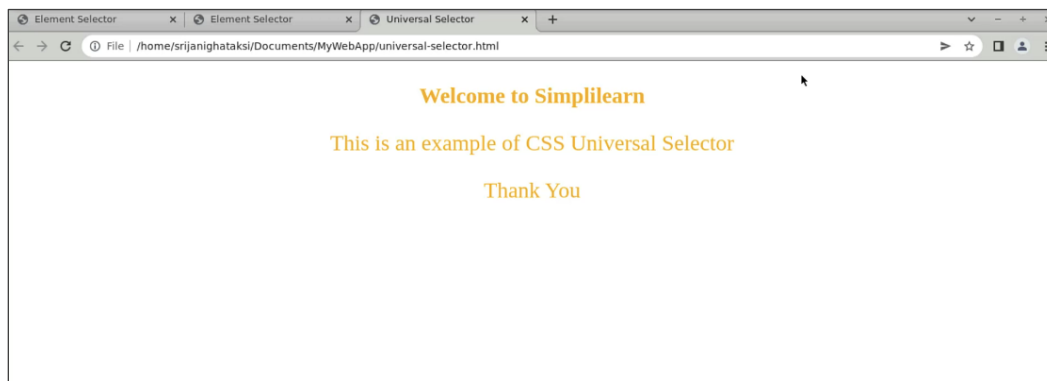 Element Selector
Element Selector
Universal Selector
File /home/srijanighataksi/Documents/MyWebApp/universal-selector.html
Welcome to Simplilearn
This is an example of CSS Universal Selector
Thank You